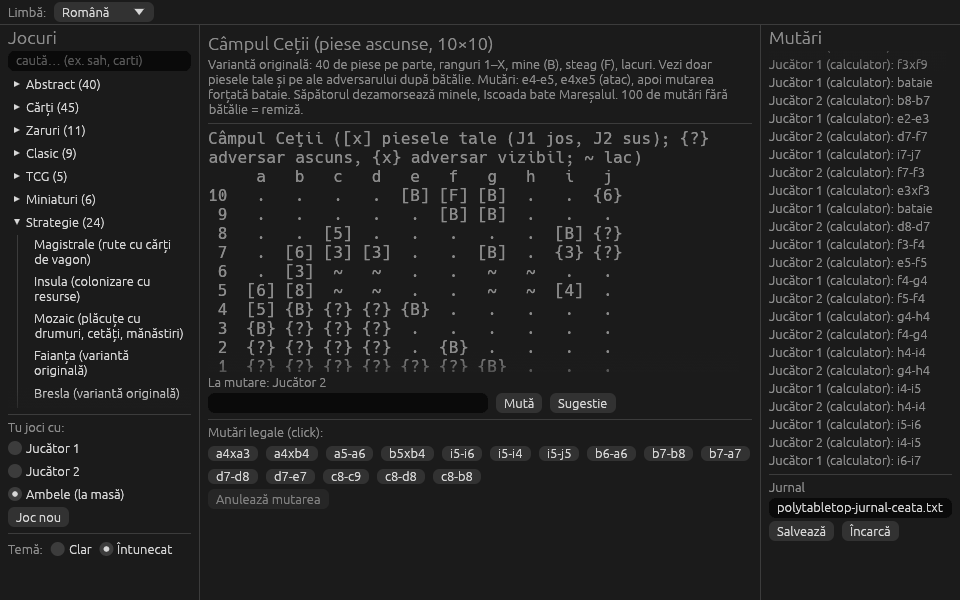 Limbă: Română
Jocuri
caută... (ex. sah, carti)
Abstract (40)
Cărți (45)
Zaruri (11)
Clasic (9)
TCG (5)
Miniaturi (6)
Strategie (24)
Magistrale (rute cu cărți
de vagon)
Insula (colonizare cu
resurse)
Mozaic (plăcuțe cu
drumuri, cetăți, mănăstiri)
Faianța (variantă
originală)
Bresla (variantă originală)
Tu joci cu:
Jucător 1
Jucător 2
Ambele (la masă)
Joc nou
Temă: Clar Întunecat
Câmpul Ceții (piese ascunse, 10×10)
Variantă originală: 40 de piese pe parte, ranguri 1–X, mine (B), steag (F), lacuri. Vezi doar
piesele tale și pe ale adversarului după bătălie. Mutări: e4-e5, e4xe5 (atac), apoi mutarea
forțată bataie. Săpătorul dezamorsează minele, Iscoada bate Mareșalul. 100 de mutări fără
bătălie = remiză.
Câmpul Ceții ([x] piesele tale (J1 jos, J2 sus); {?}
adversar ascuns, {x} adversar vizibil; ~ lac)
a b c d e f g h i j
10 . . . . [B] [F] [B] . . {6}
9 . . . . . [B] [B] . . .
8 . . [5] . . . . . [B] {?}
7 . [6] [3] [3] . . [B] . {3} {?}
6 . [3] ~ ~ . . ~ ~ . .
5 [6] [8] ~ ~ . . ~ ~ [4] .
4 [5] {B} {?} {?} {B} . . . . .
3 {B} {?} {?} {?} . . . . . .
2 {?} {?} {?} {?} . {B} . . . .
1 {?} {?} {?} {?} {?} {?} {B} . . .
La mutare: Jucător 2
Mută Sugestie
Mutări legale (click):
a4xa3 a4xb4 a5-a6 b5xb4 i5-i6 i5-i4 i5-j5 b6-a6 b7-b8 b7-a7
d7-d8 d7-e7 c8-c9 c8-d8 c8-b8
Anulează mutarea
Mutări
Jucător 1 (calculator): f3xf9
Jucător 1 (calculator): bataie
Jucător 2 (calculator): b8-b7
Jucător 1 (calculator): e2-e3
Jucător 2 (calculator): d7-f7
Jucător 1 (calculator): i7-j7
Jucător 2 (calculator): f7-f3
Jucător 1 (calculator): e3xf3
Jucător 1 (calculator): bataie
Jucător 2 (calculator): d8-d7
Jucător 1 (calculator): f3-f4
Jucător 2 (calculator): e5-f5
Jucător 1 (calculator): f4-g4
Jucător 2 (calculator): f5-f4
Jucător 1 (calculator): g4-h4
Jucător 2 (calculator): f4-g4
Jucător 1 (calculator): h4-i4
Jucător 2 (calculator): g4-h4
Jucător 1 (calculator): i4-i5
Jucător 2 (calculator): h4-i4
Jucător 1 (calculator): i5-i6
Jucător 2 (calculator): i4-i5
Jucător 1 (calculator): i6-i7
Jurnal
polytabletop-jurnal-ceata.txt
Salvează Încarcă